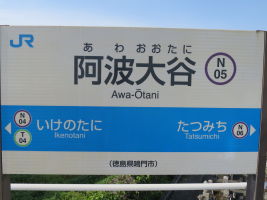 JR
あ わ おおたに
阿波大谷
Awa-Ōtani
N
05
N
04
T
04
いけのたに
Ikenotani
たつみち
Tatsumichi
N
06
(徳島県鳴門市)